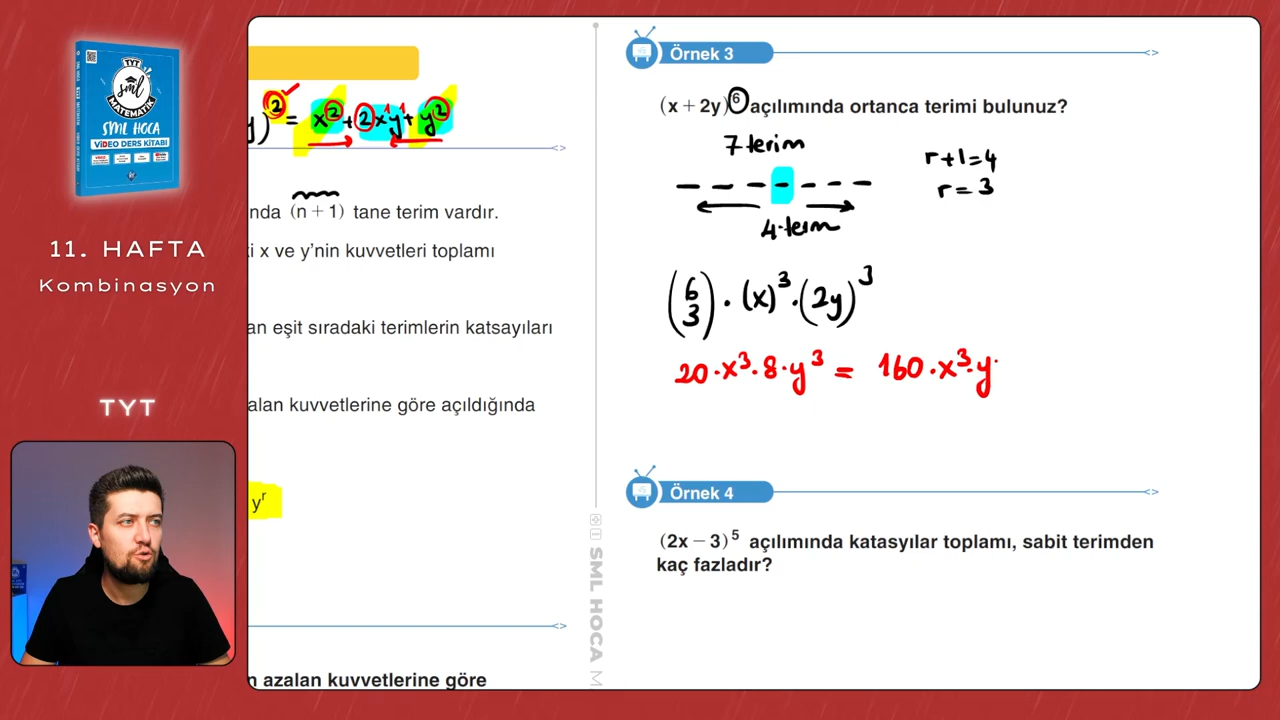 TYT
sml
MATEMATİK
SML HOCA
VİDEO DERS KİTABI
11. HAFTA
Kombinasyon
TYT
y)² = x² + 2x¹y¹ + y²
nda (n + 1) tane terim vardır.
i x ve y'nin kuvvetleri toplamı
an eşit sıradaki terimlerin katsayıları
alan kuvvetlerine göre açıldığında
yʳ
n azalan kuvvetlerine göre
SML HOCA M
Örnek 3
(x + 2y)⁶ açılımında ortanca terimi bulunuz?
7 terim
r+1=4
r=3
4.terim
(6 3) · (x)³ · (2y)³
20 · x³ · 8 · y³ = 160 · x³ · y
Örnek 4
(2x − 3)⁵ açılımında katasyılar toplamı, sabit terimden
kaç fazladır?